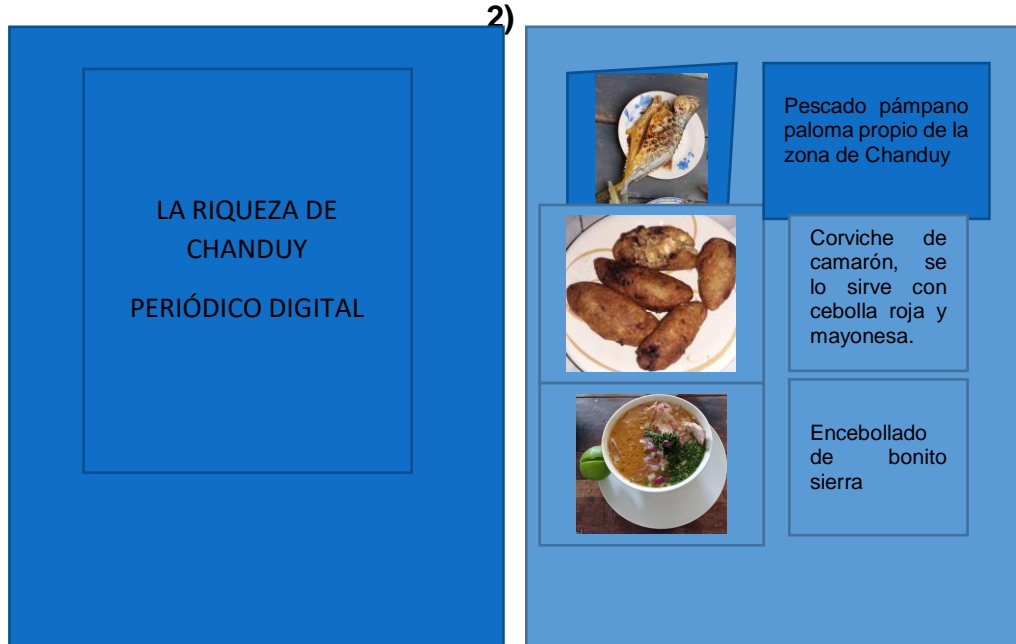 2)
LA RIQUEZA DE
CHANDUY
PERIÓDICO DIGITAL
Pescado pámpano
paloma propio de la
zona de Chanduy
Corviche de
camarón, se
lo sirve con
cebolla roja y
mayonesa.
Encebollado
de bonito
sierra